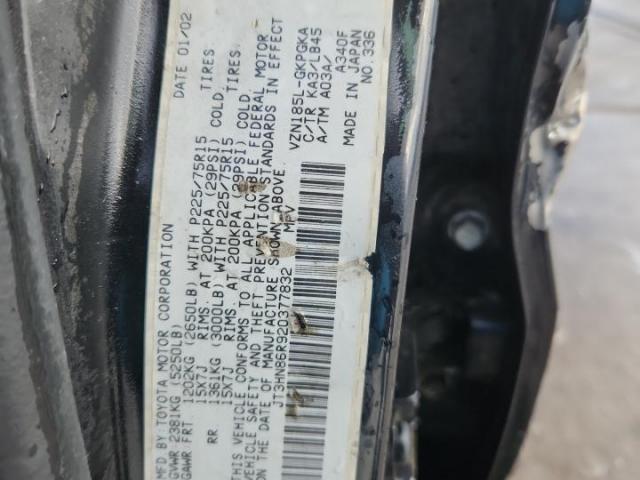 MFD BY TOYOTA MOTOR CORPORATION DATE 01/02
GVWR 2381KG (5250LB)
GAWR FRT 1202KG (2650LB) WITH P225/75R15 TIRES
15X7J RIMS, AT 200KPA (29PSI) COLD.
RR 1361KG (3000LB) WITH P225/75R15 TIRES
15X7J RIMS, AT 200KPA (29PSI) COLD.
THIS VEHICLE CONFORMS TO ALL APPLICABLE FEDERAL MOTOR
VEHICLE SAFETY AND THEFT PREVENTION STANDARDS IN EFFECT
ON THE DATE OF MANUFACTURE SHOWN ABOVE.
JT3HN86R920377832 MPV
VZN185L-GKPGKA
C/TR KA3/LB45
A/TM A03A/ A340F
MADE IN JAPAN NO.336